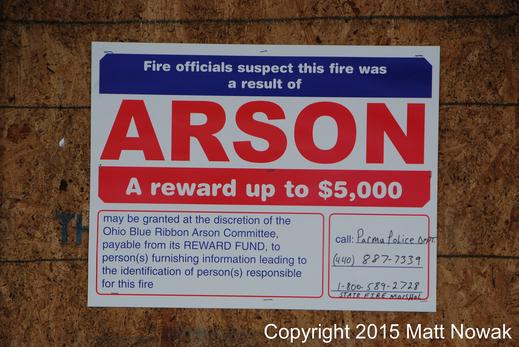 Fire officials suspect this fire was
a result of
ARSON
A reward up to $5,000
may be granted at the discretion of the
Ohio Blue Ribbon Arson Committee,
payable from its REWARD FUND, to
person(s) furnishing information leading to
the identification of person(s) responsible
for this fire
call: Parma Police DPT.
(440) 887-7339
1-800-589-2728
STATE FIRE MARSHAL
TH
Copyright 2015 Matt Nowak